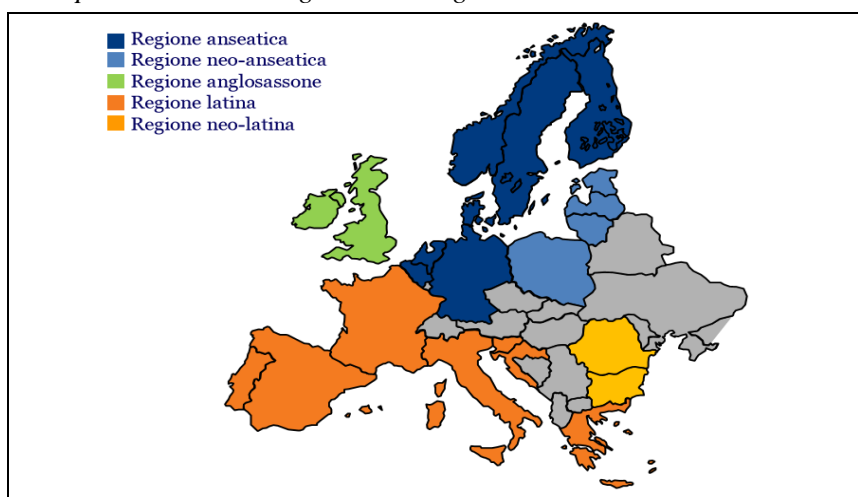 Regione anseatica
Regione neo-anseatica
Regione anglosassone
Regione latina
Regione neo-latina